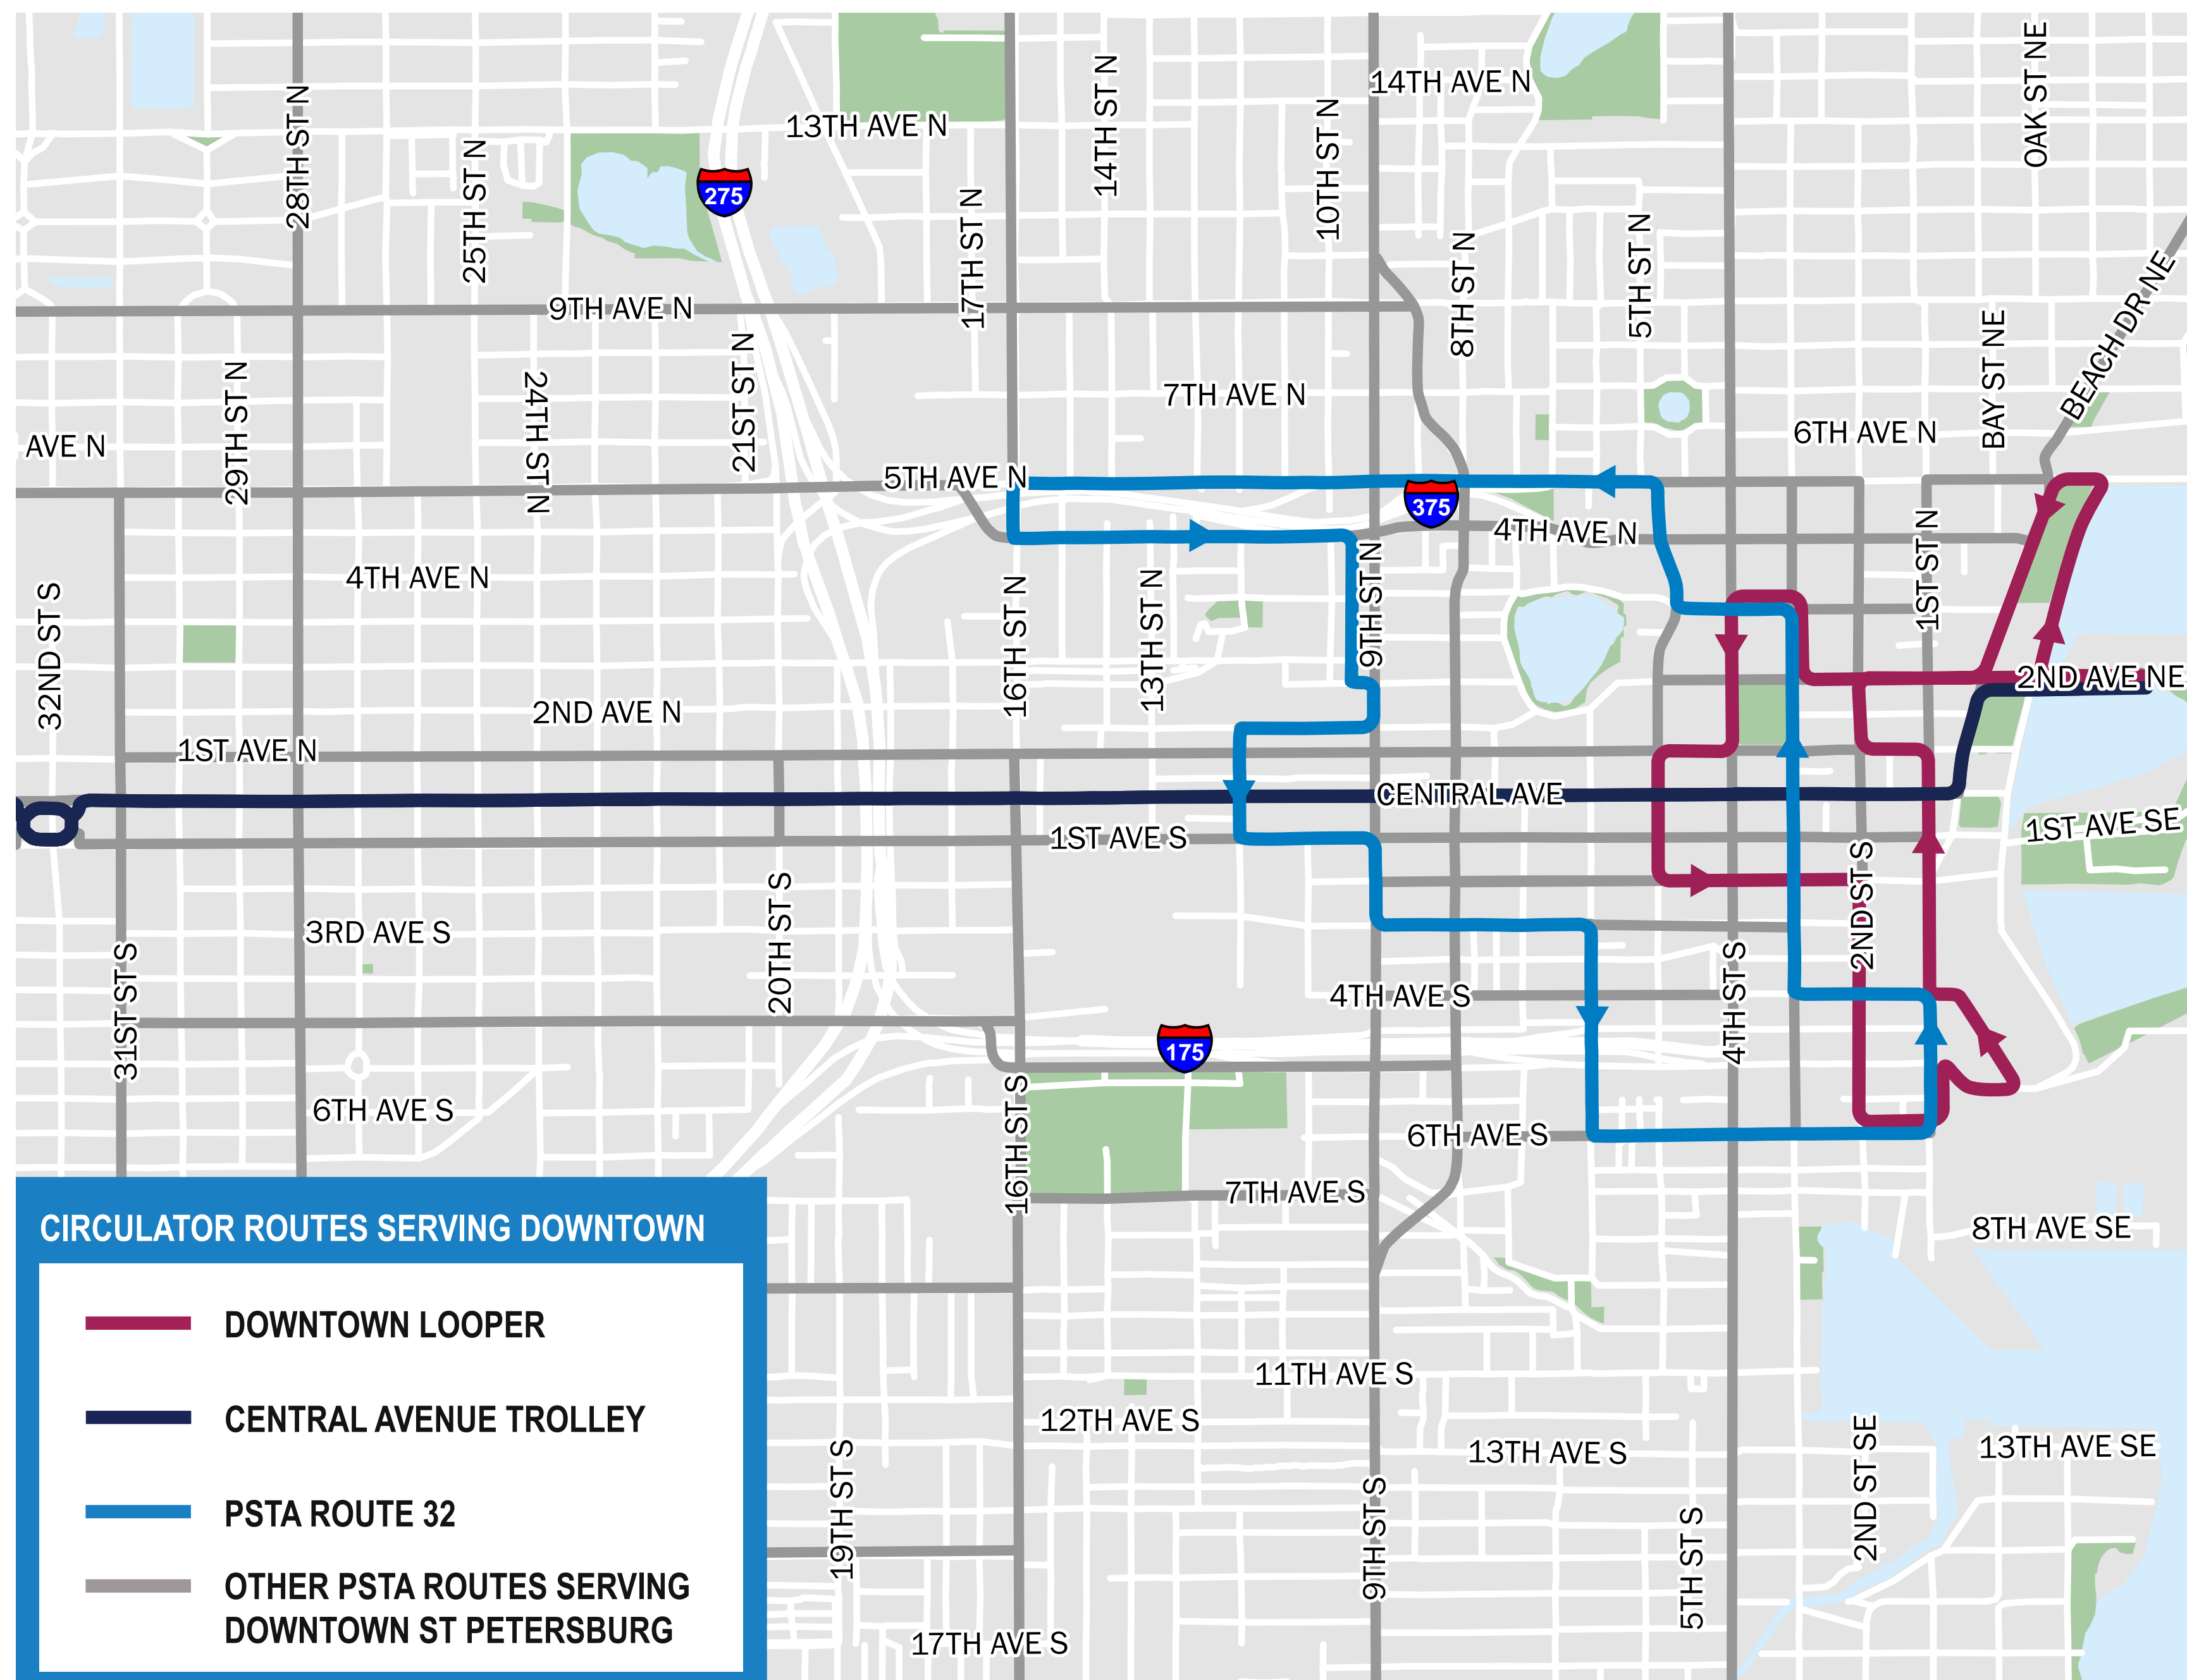 OAK ST NE
14TH ST N
14TH AVE N
28TH ST N
10TH ST N
13TH AVE N
25TH ST N
275
17TH ST N
5TH ST N
8TH ST N
BEACH DR NE
9TH AVE N
BAY ST NE
21ST ST N
29TH ST N
24TH ST N
7TH AVE N
6TH AVE N
AVE N
5TH AVE N
375
4TH AVE N
1ST ST N
4TH AVE N
32ND ST S
16TH ST N
13TH ST N
9TH ST N
2ND AVE NE
2ND AVE N
1ST AVE N
CENTRAL AVE
1ST AVE SE
1ST AVE S
2ND ST S
20TH ST S
3RD AVE S
31ST ST S
4TH ST S
4TH AVE S
175
6TH AVE S
16TH ST S
6TH AVE S
7TH AVE S
8TH AVE SE
CIRCULATOR ROUTES SERVING DOWNTOWN
DOWNTOWN LOOPER
CENTRAL AVENUE TROLLEY
PSTA ROUTE 32
OTHER PSTA ROUTES SERVING
DOWNTOWN ST PETERSBURG
11TH AVE S
12TH AVE S
13TH AVE S
13TH AVE SE
2ND ST SE
19TH ST S
9TH ST S
5TH ST S
17TH AVE S